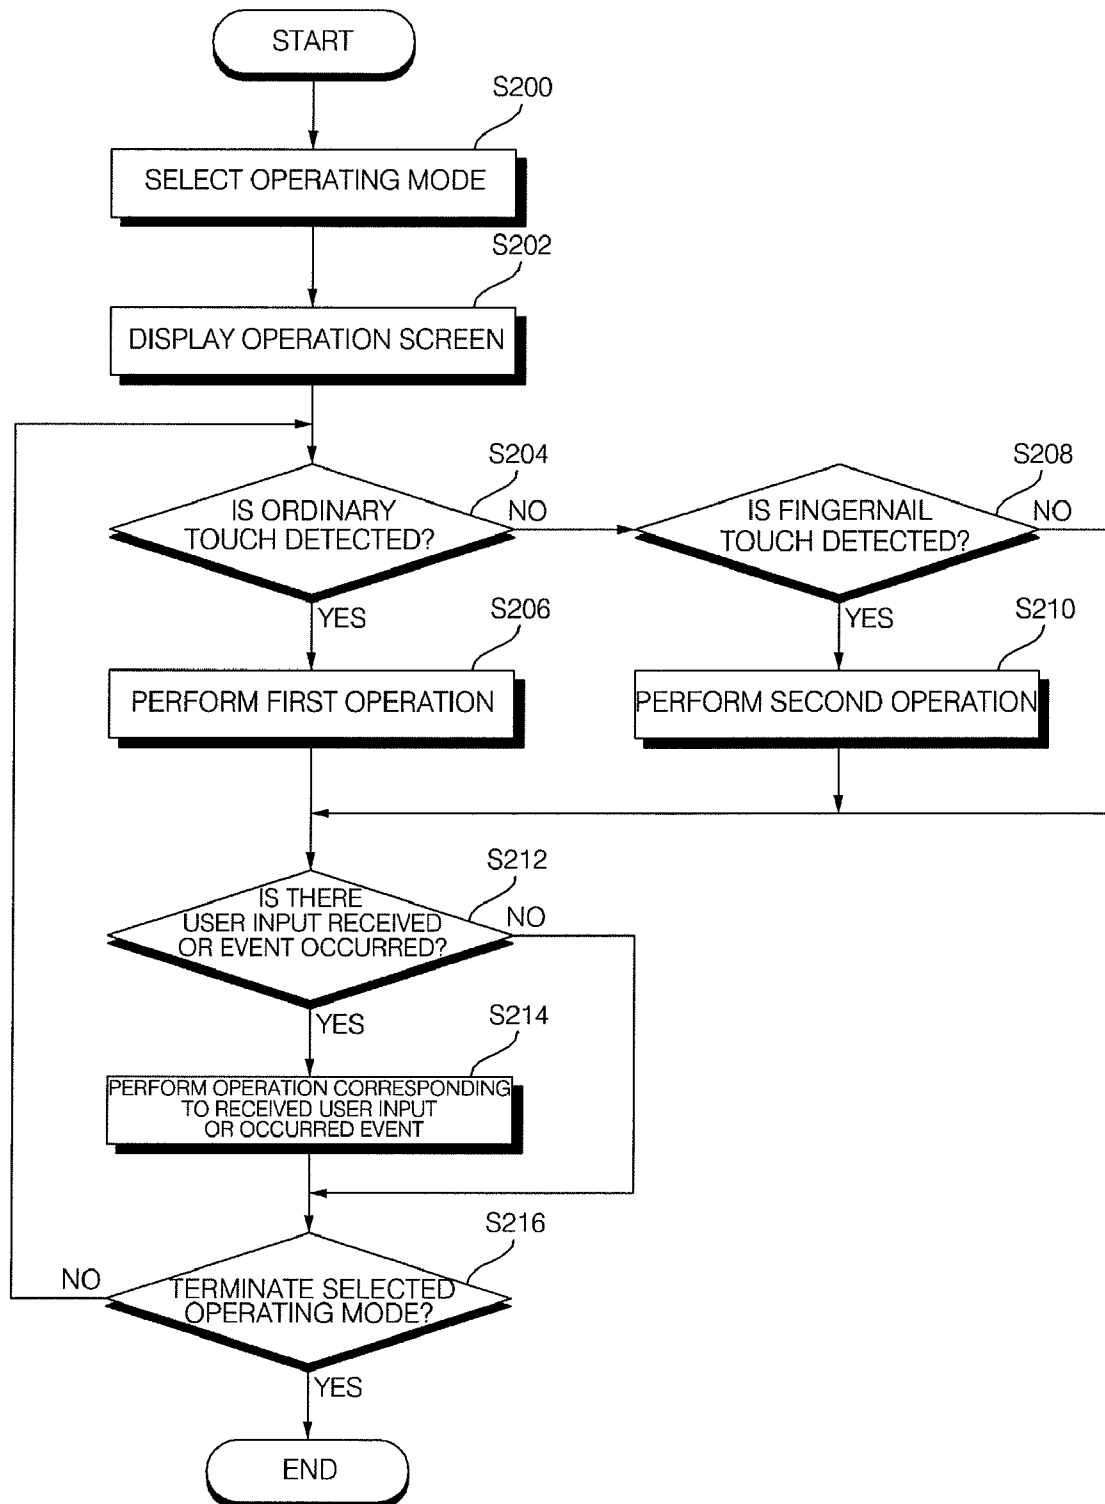 START
S200
SELECT OPERATING MODE
S202
DISPLAY OPERATION SCREEN
S204
IS ORDINARY
TOUCH DETECTED?
NO
S208
IS FINGERNAIL
TOUCH DETECTED?
NO
YES
S206
PERFORM FIRST OPERATION
YES
S210
PERFORM SECOND OPERATION
S212
IS THERE
USER INPUT RECEIVED
OR EVENT OCCURRED?
NO
YES
S214
PERFORM OPERATION CORRESPONDING
TO RECEIVED USER INPUT
OR OCCURRED EVENT
S216
TERMINATE SELECTED
OPERATING MODE?
NO
YES
END